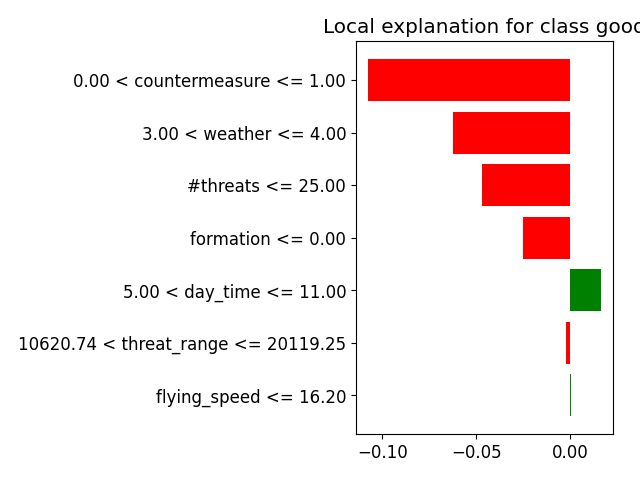 Local explanation for class good
0.00 < countermeasure <= 1.00
3.00 < weather <= 4.00
#threats <= 25.00
formation <= 0.00
5.00 < day_time <= 11.00
10620.74 < threat_range <= 20119.25
flying_speed <= 16.20
−0.10 −0.05 0.00